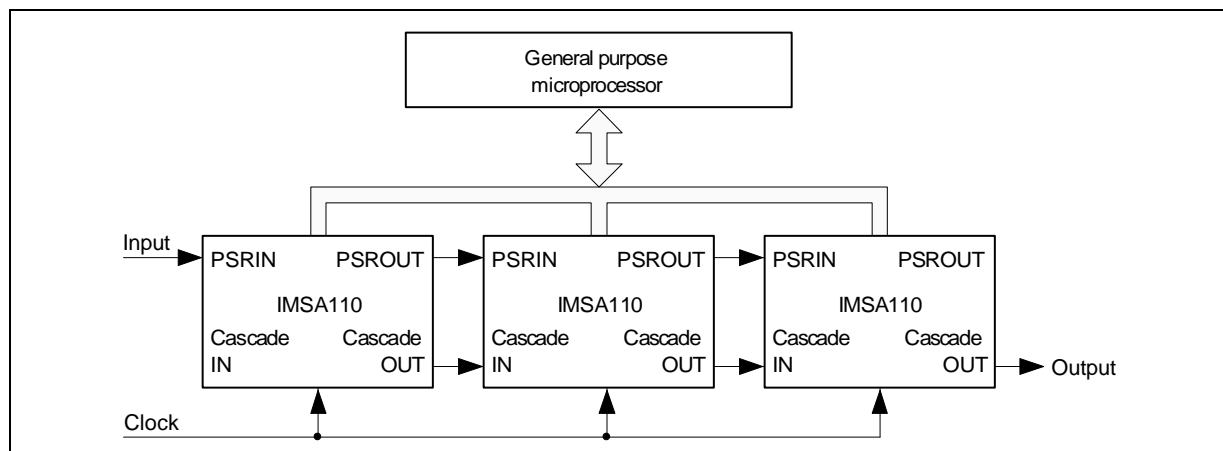 General purpose
microprocessor
Input
PSRIN PSROUT
IMSA110
Cascade Cascade
IN OUT
PSRIN PSROUT
IMSA110
Cascade Cascade
IN OUT
PSRIN PSROUT
IMSA110
Cascade Cascade
IN OUT
Output
Clock